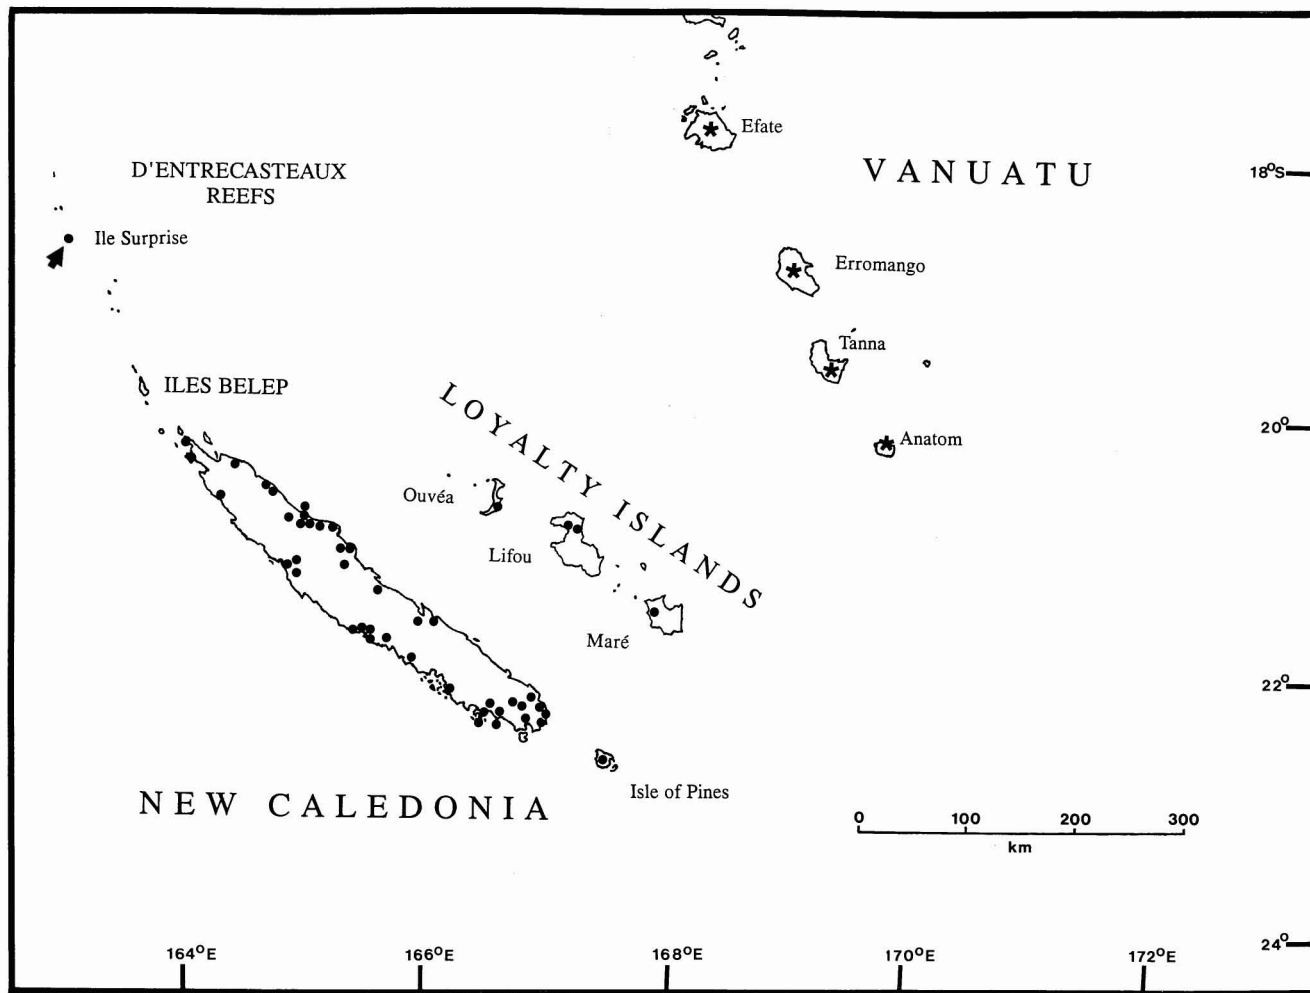 Efate
VANUATU
18°S
D'ENTRECASTEAUX
REEFS
Ile Surprise
Erromango
Tanna
ILES BELEP
LOYALTY ISLANDS
20°
Anatom
Ouvéa
Lifou
Maré
22°
Isle of Pines
NEW CALEDONIA
0 100 200 300
km
24°
164°E 166°E 168°E 170°E 172°E